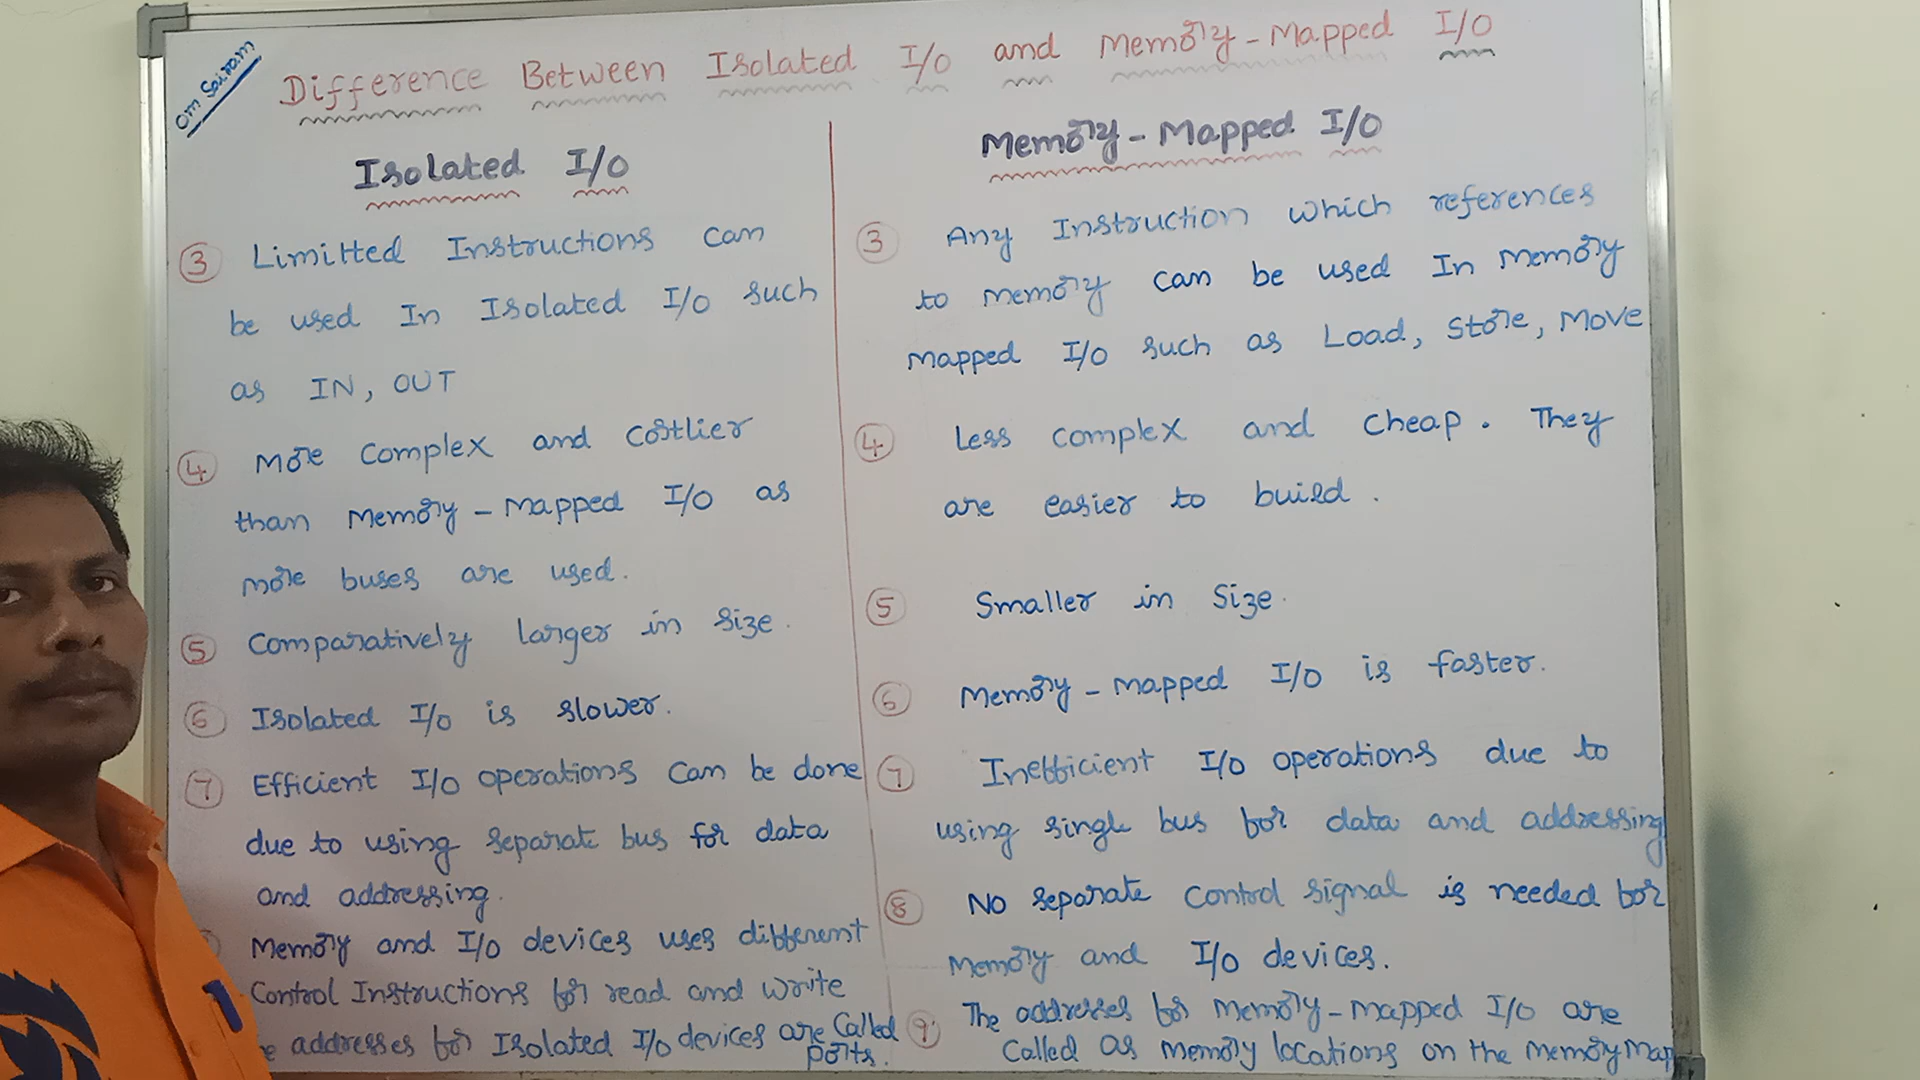 Om Sairam
Difference Between Isolated I/O and Memory-Mapped I/O
Isolated I/O
③ Limitted Instructions can
be used In Isolated I/O such
as IN, OUT
④ More complex and costlier
than Memory-Mapped I/O as
more buses are used.
⑤ Comparatively larger in size.
⑥ Isolated I/O is slower.
⑦ Efficient I/O operations can be done
due to using separate bus for data
and addressing.
Memory and I/O devices uses different
Control Instructions for read and write
addresses for Isolated I/O devices are called
ports.
Memory-Mapped I/O
③ Any Instruction which references
to memory can be used In memory
mapped I/O such as Load, Store, Move
④ Less complex and cheap. They
are easier to build.
⑤ Smaller in size.
⑥ Memory-mapped I/O is faster.
⑦ Inefficient I/O operations due to
using single bus for data and addressing
⑧ No separate control signal is needed for
memory and I/O devices.
⑨ The addresses for memory-mapped I/O are
called as memory locations on the memory map